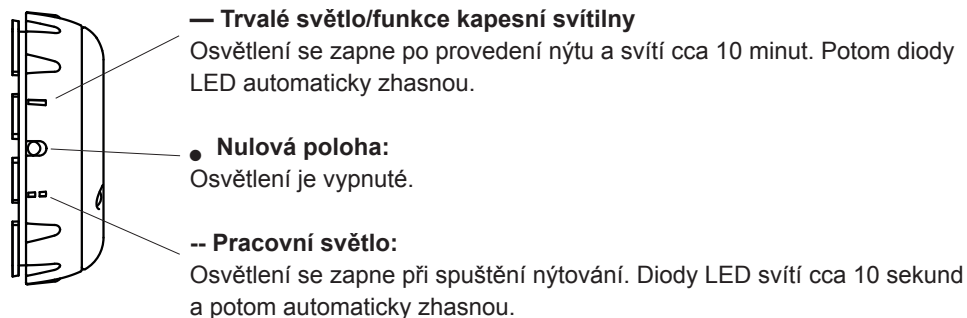 — Trvalé světlo/funkce kapesní svítilny
Osvětlení se zapne po provedení nýtu a svítí cca 10 minut. Potom diody
LED automaticky zhasnou.
● Nulová poloha:
Osvětlení je vypnuté.
-- Pracovní světlo:
Osvětlení se zapne při spuštění nýtování. Diody LED svítí cca 10 sekund
a potom automaticky zhasnou.